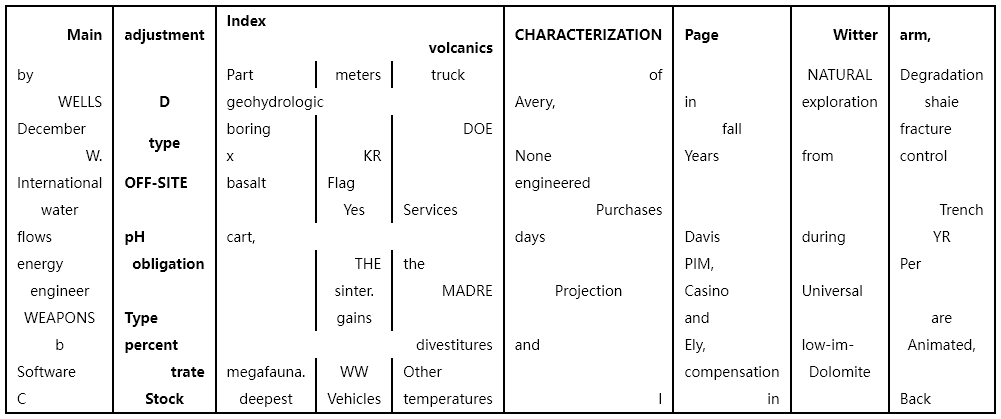 Main adjustment Index volcanics CHARACTERIZATION Page Witter arm,
by Part meters truck of NATURAL Degradation
WELLS D geohydrologic Avery, in exploration shaie
December type boring DOE fall fracture
W. x KR None Years from control
International OFF-SITE basalt Flag engineered
water Yes Services Purchases Trench
flows pH cart, days Davis during YR
energy obligation THE the PIM, Per
engineer sinter. MADRE Projection Casino Universal
WEAPONS Type gains and are
b percent divestitures and Ely, low-im- Animated,
Software trate megafauna. WW Other compensation Dolomite
C Stock deepest Vehicles temperatures I in Back